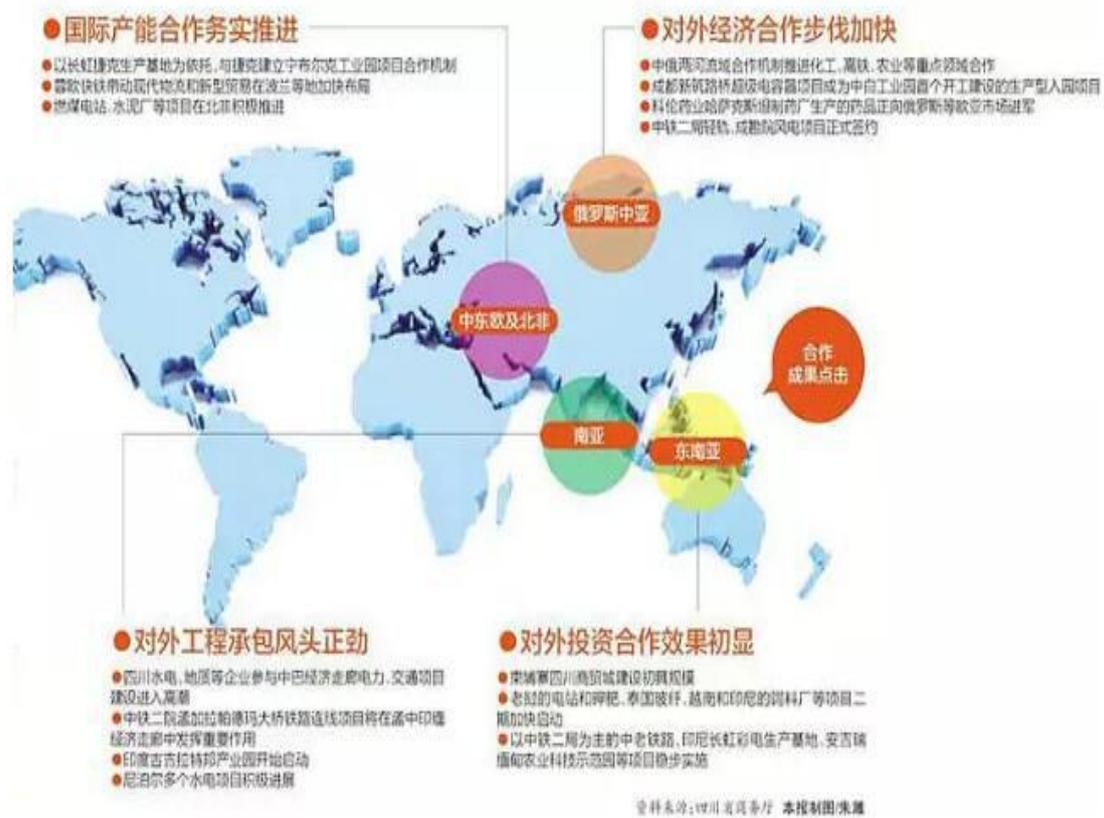 ●国际产能合作务实推进
●以长虹捷克生产基地为依托,与捷克建立宁布尔克工业园项目合作机制
●蓉欧快铁带动现代物流和新型贸易在波兰等地加快布局
●燃煤电站、水泥厂等项目在北非积极推进
●对外经济合作步伐加快
●中俄两河流域合作机制推进化工、高铁、农业等重点领域合作
●成都新筑路桥超级电容器项目成为中白工业园首个开工建设的生产型入园项目
●科伦药业哈萨克斯坦制药厂生产的药品正向俄罗斯等欧亚市场进军
●中铁二局轻轨、成勘院风电项目正式签约
俄罗斯中亚
中东欧及北非
合作
成果点击
南亚
东南亚
●对外工程承包风头正劲
●四川水电、地质等企业参与中巴经济走廊电力、交通项目
建设进入高潮
●中铁二院孟加拉帕德玛大桥铁路连线项目将在孟中印缅
经济走廊中发挥重要作用
●印度古吉拉特邦产业园开始启动
●尼泊尔多个水电项目积极进展
●对外投资合作效果初显
●柬埔寨四川商贸城建设初具规模
●老挝的电站和钾肥、泰国玻纤、越南和印尼的饲料厂等项目二
期加快启动
●以中铁二局为主的中老铁路、印尼长虹彩电生产基地、安吉瑞
缅甸农业科技示范园等项目稳步实施
资料来源:四川省商务厅 本报制图/朱雕